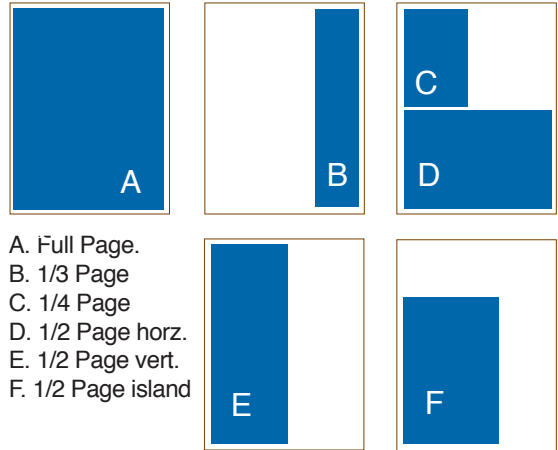 A
B
C
D
A. Full Page.
B. 1/3 Page
C. 1/4 Page
D. 1/2 Page horz.
E. 1/2 Page vert.
F. 1/2 Page island
E
F